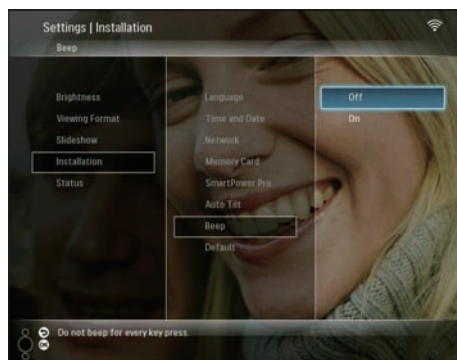 Settings | Installation
Beep
Brightness
Viewing Format
Slideshow
Installation
Status
Language
Time and Date
Network
Memory Card
SmartPower Pro
Auto Tilt
Beep
Default
Off
On
Do not beep for every key press.
OK